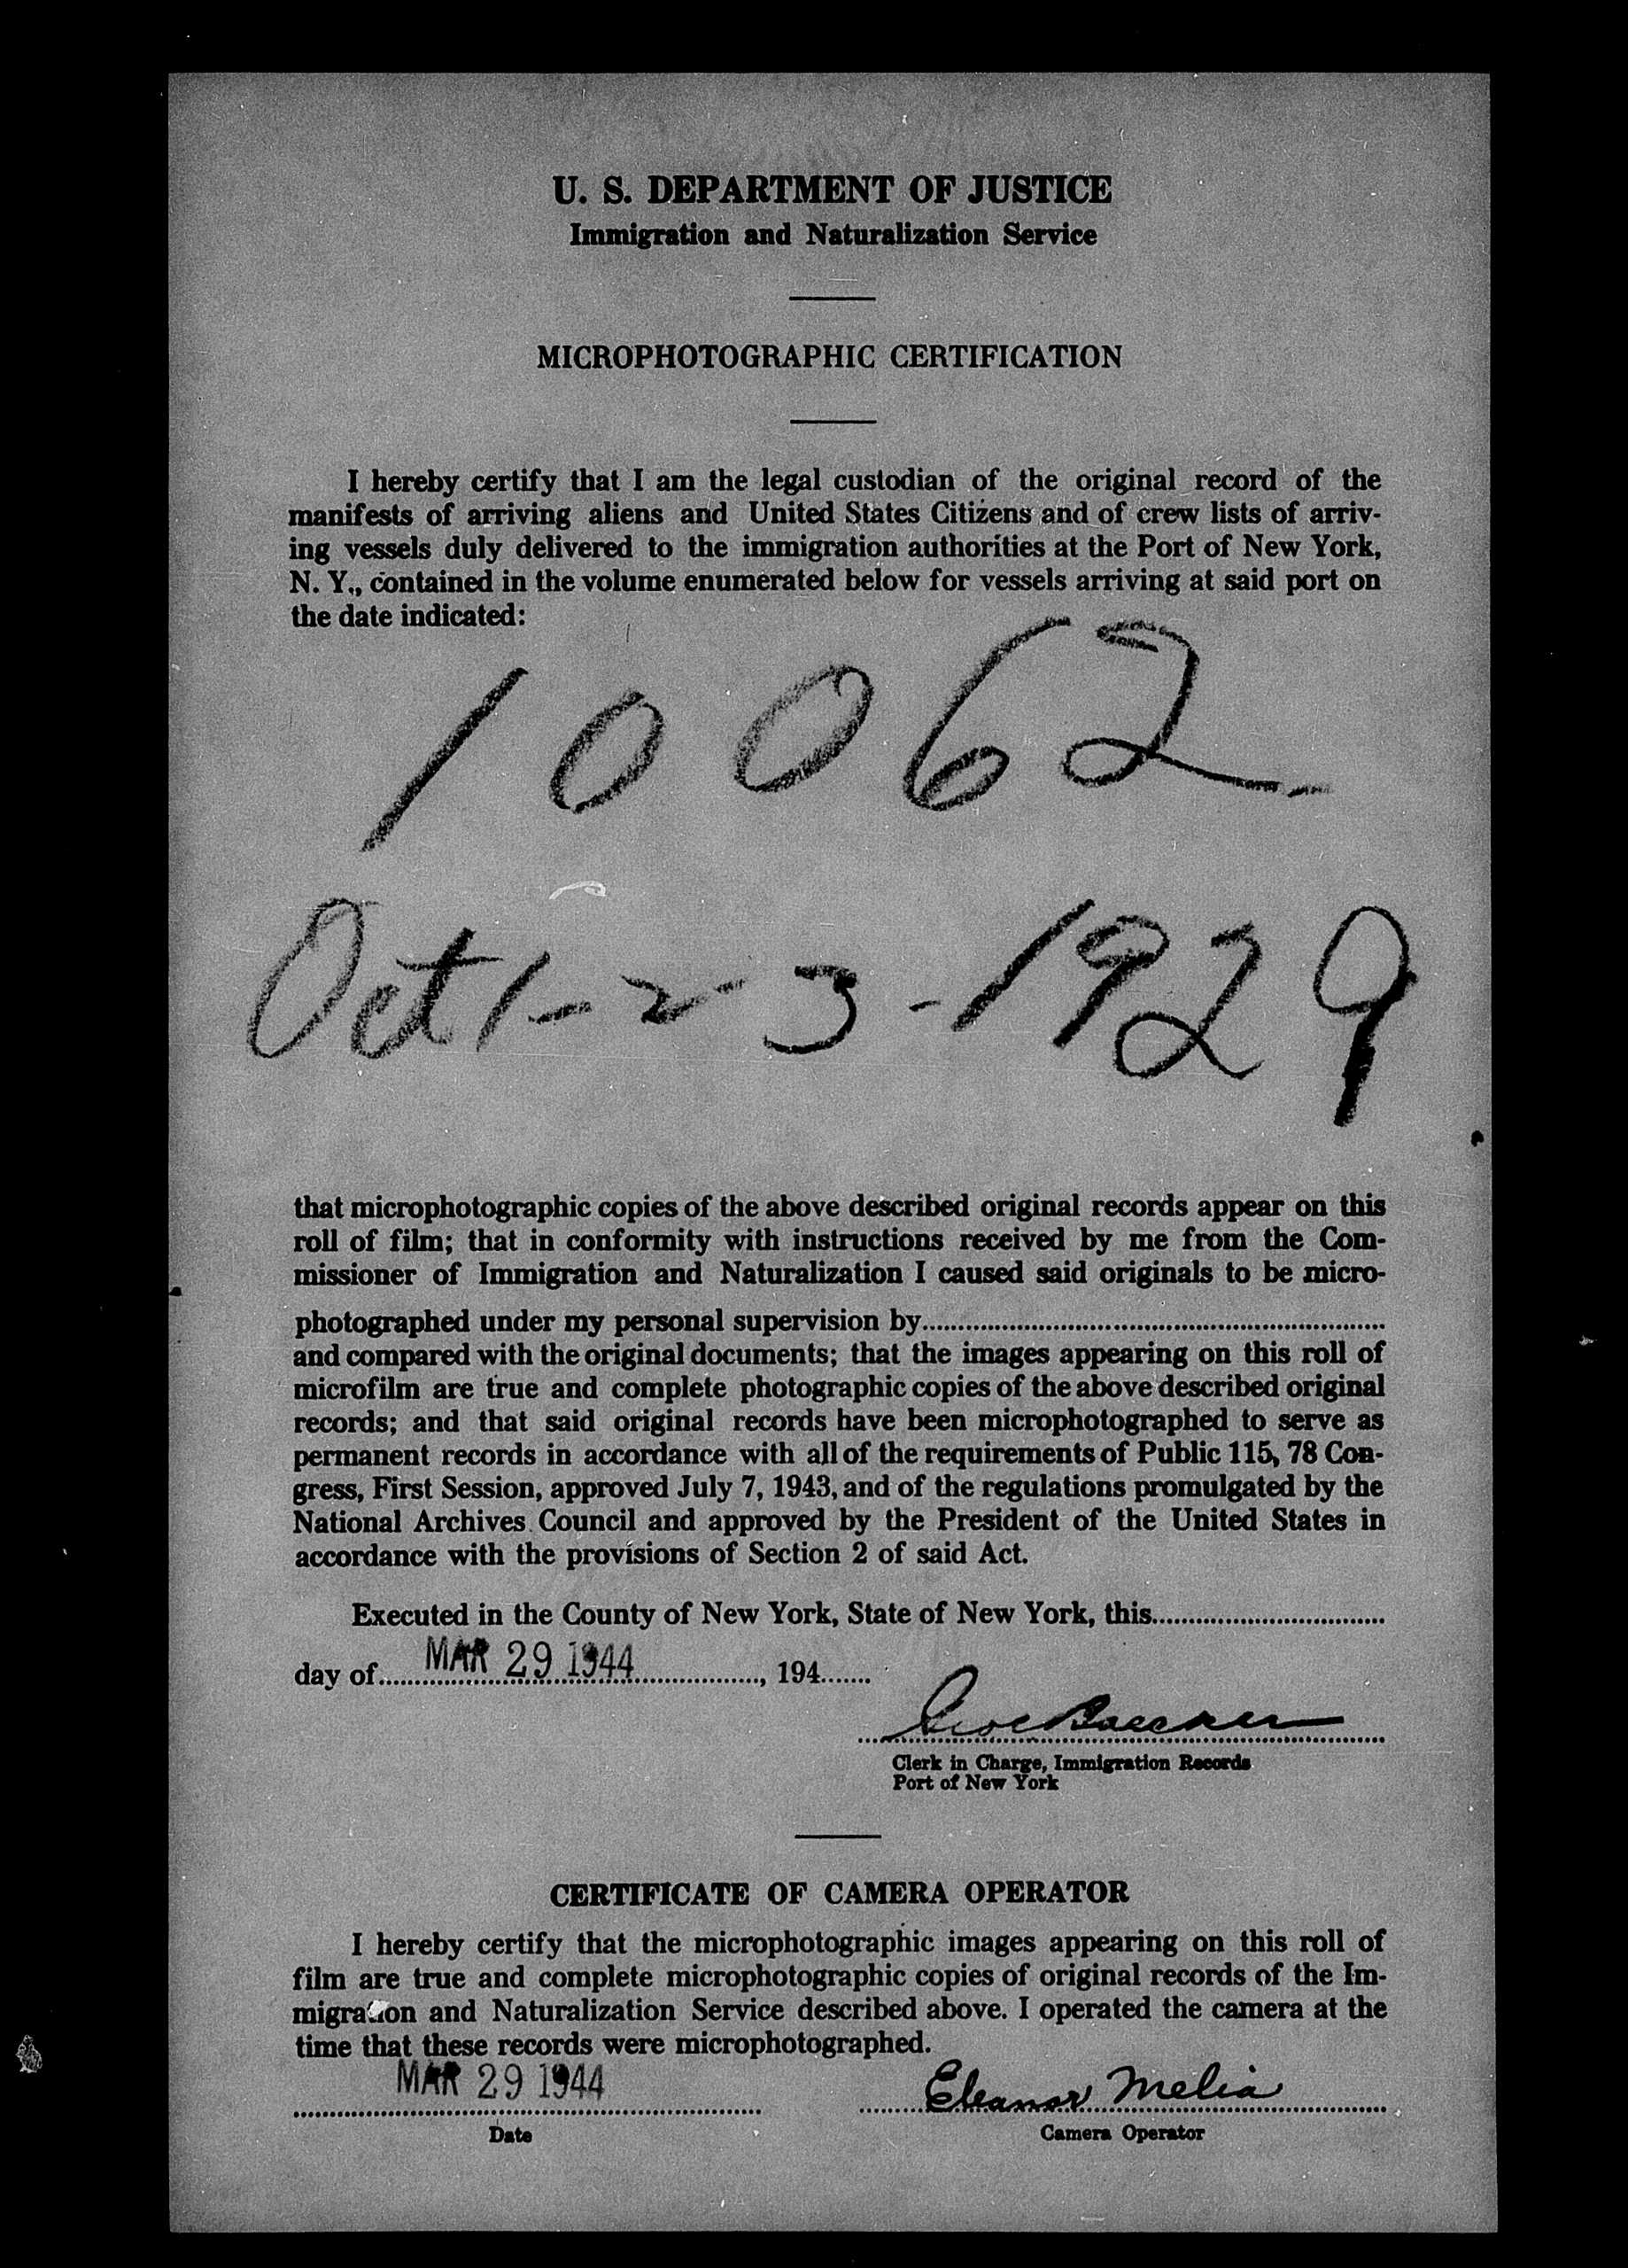 U. S. DEPARTMENT OF JUSTICE
Immigration and Naturalization Service
MICROPHOTOGRAPHIC CERTIFICATION
I hereby certify that I am the legal custodian of the original record of the
manifests of arriving aliens and United States Citizens and of crew lists of arriv-
ing vessels duly delivered to the immigration authorities at the Port of New York,
N. Y., contained in the volume enumerated below for vessels arriving at said port on
the date indicated:
10062
Oct 1-2-3-1929
that microphotographic copies of the above described original records appear on this
roll of film; that in conformity with instructions received by me from the Com-
missioner of Immigration and Naturalization I caused said originals to be micro-
photographed under my personal supervision by
and compared with the original documents; that the images appearing on this roll of
microfilm are true and complete photographic copies of the above described original
records; and that said original records have been microphotographed to serve as
permanent records in accordance with all of the requirements of Public 115, 78 Con-
gress, First Session, approved July 7, 1943, and of the regulations promulgated by the
National Archives Council and approved by the President of the United States in
accordance with the provisions of Section 2 of said Act.
Executed in the County of New York, State of New York, this
day of MAR 29 1944, 194
Clerk in Charge, Immigration Records
Port of New York
CERTIFICATE OF CAMERA OPERATOR
I hereby certify that the microphotographic images appearing on this roll of
film are true and complete microphotographic copies of original records of the Im-
migration and Naturalization Service described above. I operated the camera at the
time that these records were microphotographed.
MAR 29 1944 Eleanor Melia
Date Camera Operator